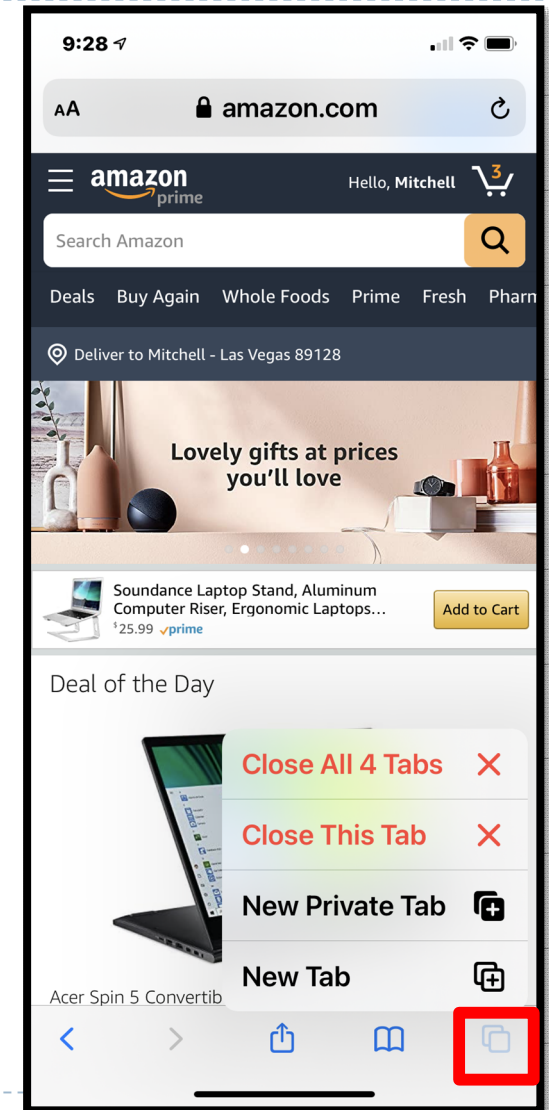 9:28
AA amazon.com
amazon
prime
Hello, Mitchell
3
Search Amazon
Deals Buy Again Whole Foods Prime Fresh Pharm
Deliver to Mitchell - Las Vegas 89128
Lovely gifts at prices
you'll love
Soundance Laptop Stand, Aluminum
Computer Riser, Ergonomic Laptops...
$25.99 prime
Add to Cart
Deal of the Day
Close All 4 Tabs
Close This Tab
New Private Tab
New Tab
Acer Spin 5 Convertib